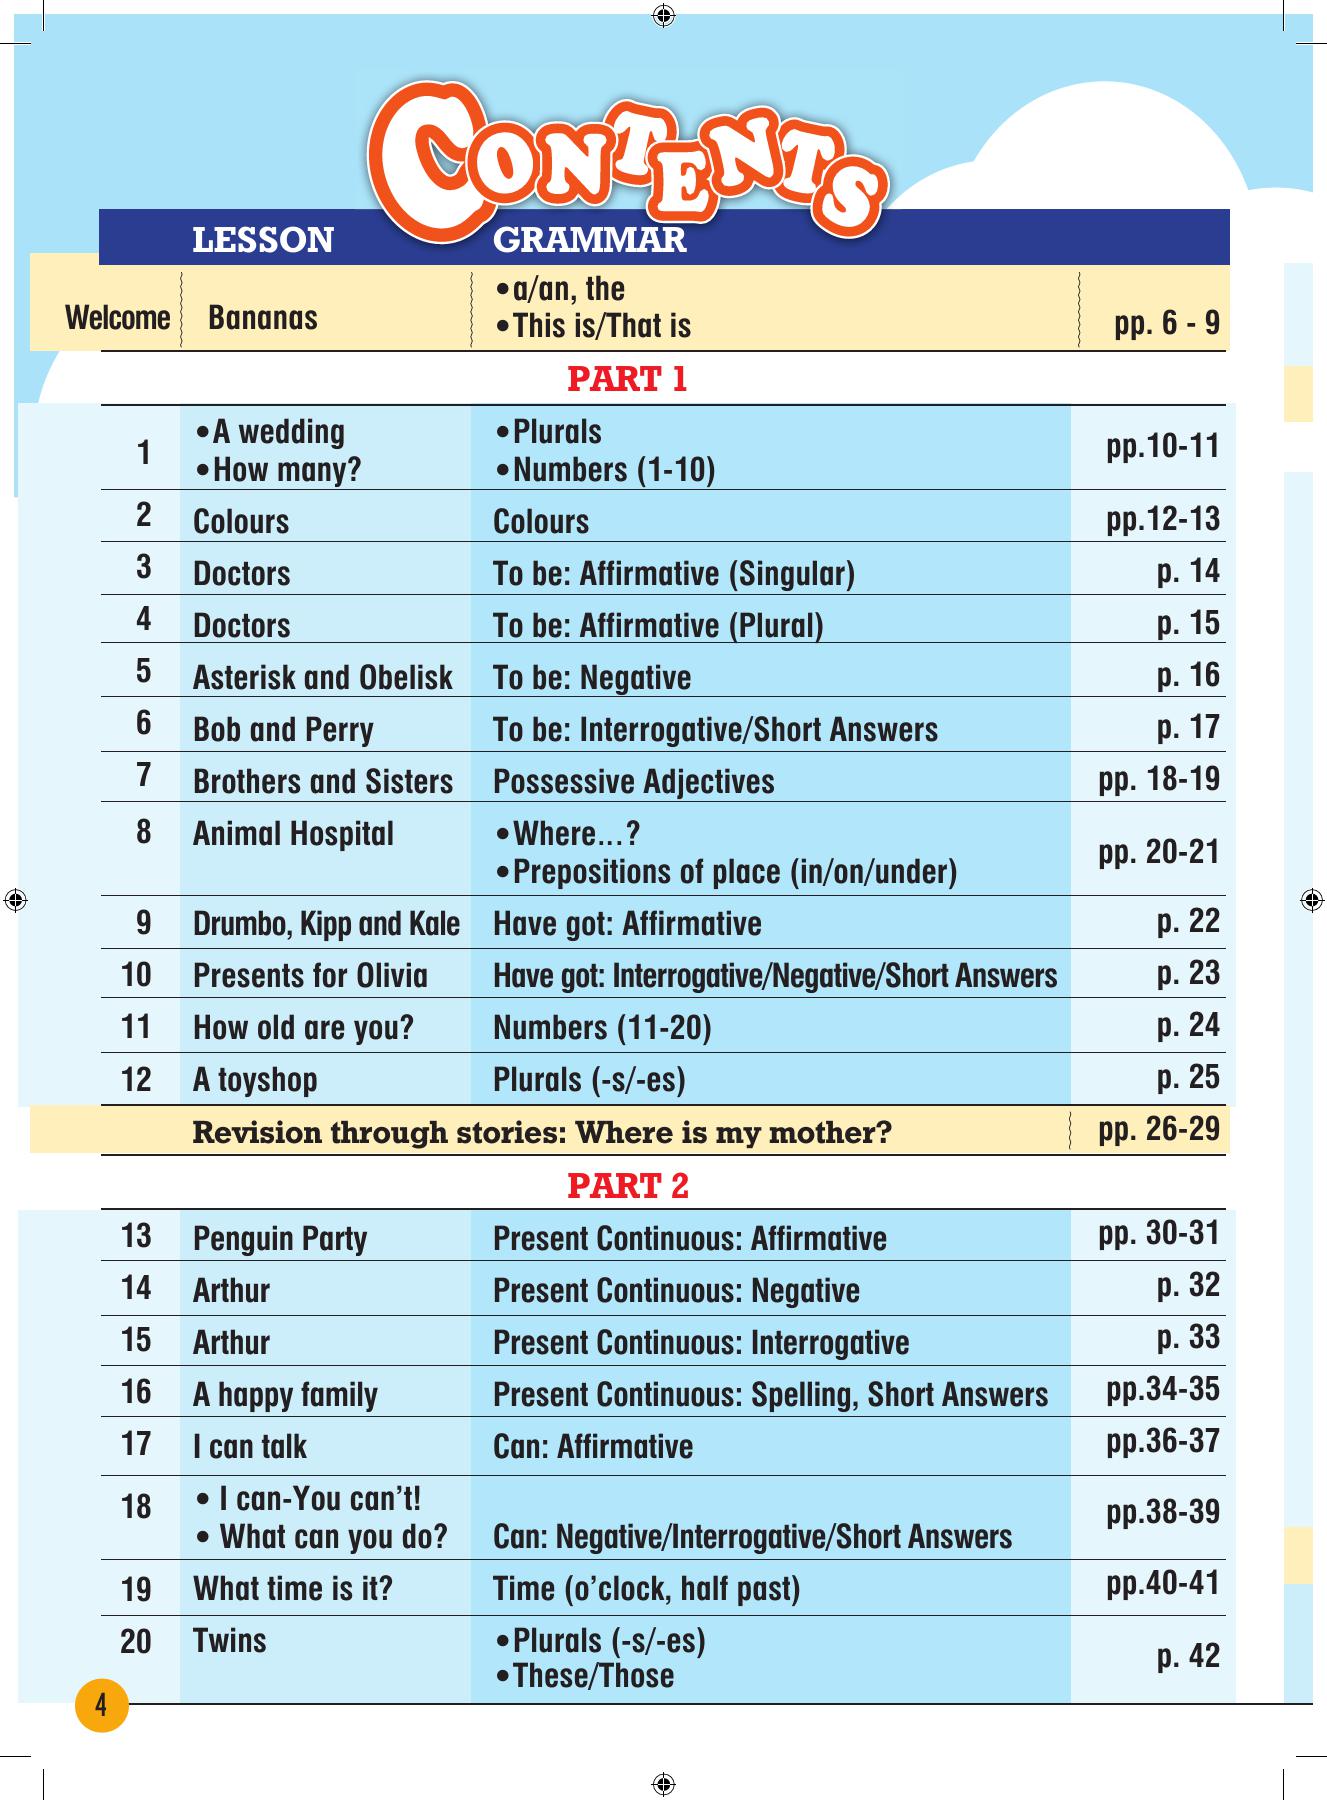 CONTENTS
LESSON GRAMMAR
•a/an, the
Welcome Bananas •This is/That is pp. 6 - 9
PART 1
1 •A wedding •Plurals pp.10-11
•How many? •Numbers (1-10)
2 Colours Colours pp.12-13
3 Doctors To be: Affirmative (Singular) p. 14
4 Doctors To be: Affirmative (Plural) p. 15
5 Asterisk and Obelisk To be: Negative p. 16
6 Bob and Perry To be: Interrogative/Short Answers p. 17
7 Brothers and Sisters Possessive Adjectives pp. 18-19
8 Animal Hospital •Where...? pp. 20-21
•Prepositions of place (in/on/under)
9 Drumbo, Kipp and Kale Have got: Affirmative p. 22
10 Presents for Olivia Have got: Interrogative/Negative/Short Answers p. 23
11 How old are you? Numbers (11-20) p. 24
12 A toyshop Plurals (-s/-es) p. 25
Revision through stories: Where is my mother? pp. 26-29
PART 2
13 Penguin Party Present Continuous: Affirmative pp. 30-31
14 Arthur Present Continuous: Negative p. 32
15 Arthur Present Continuous: Interrogative p. 33
16 A happy family Present Continuous: Spelling, Short Answers pp.34-35
17 I can talk Can: Affirmative pp.36-37
18 • I can-You can’t! pp.38-39
• What can you do? Can: Negative/Interrogative/Short Answers
19 What time is it? Time (o’clock, half past) pp.40-41
20 Twins •Plurals (-s/-es) p. 42
•These/Those
4